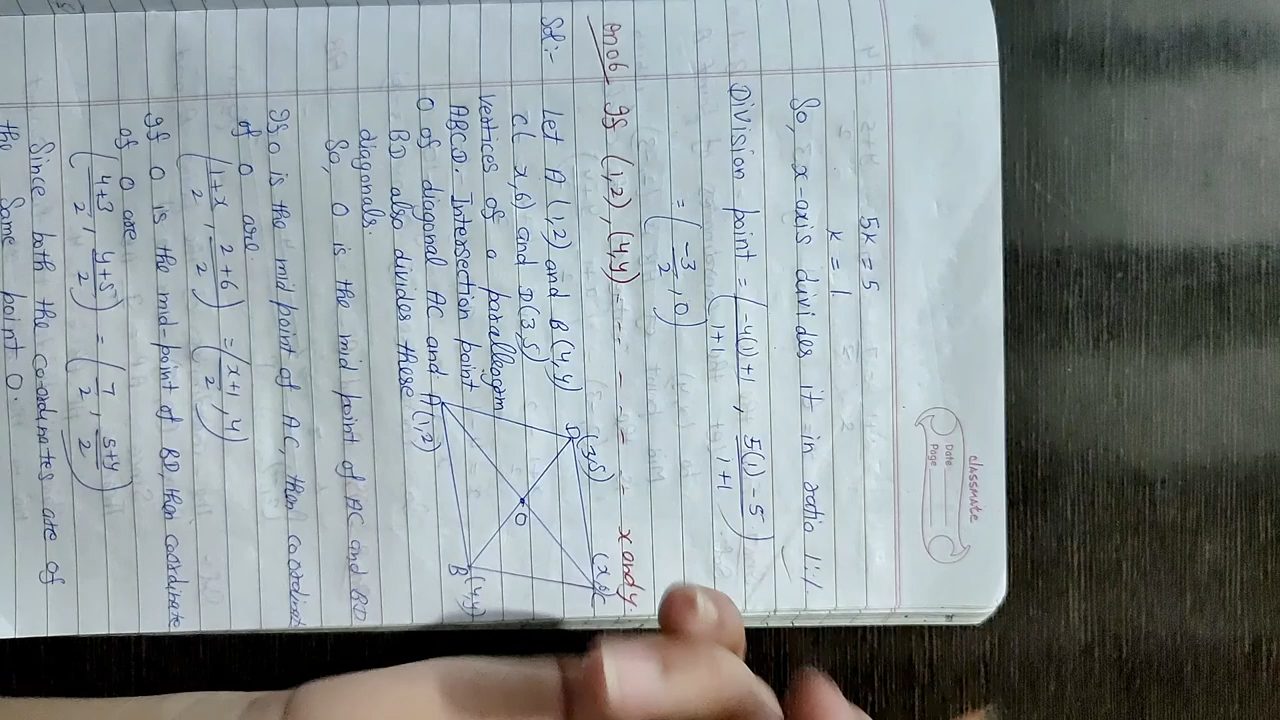 classmate
Date
Page
5K = 5
K = 1
So, x-axis divides it in ratio 1:1.
Division point = ( -4(1)+1 / 1+1 , 5(1)-5 / 1+1 )
= ( -3/2 , 0 )
Qno6 If (1,2), (4,y) - - - - - - x and y.
Sol:- Let A (1,2) and B(4,y)
C( x,6) and D(3,5)
vertices of a parallegram
ABCD. Intersection point
O of diagonal AC and
BD also divides these
diagonals.
D(3,5)
(x,6)C
O
A(1,2)
B(4,y)
So, O is the mid point of AC and BD
If O is the mid point of AC, then coordinat
of O are.
( 1+x / 2 , 2+6 / 2 ) = ( x+1 / 2 , 4 )
If O is the mid-point of BD, then coordinate
of O are
( 4+3 / 2 , y+5 / 2 ) = ( 7/2 , 5+y / 2 )
Since both the coordinates are of
the same point O.